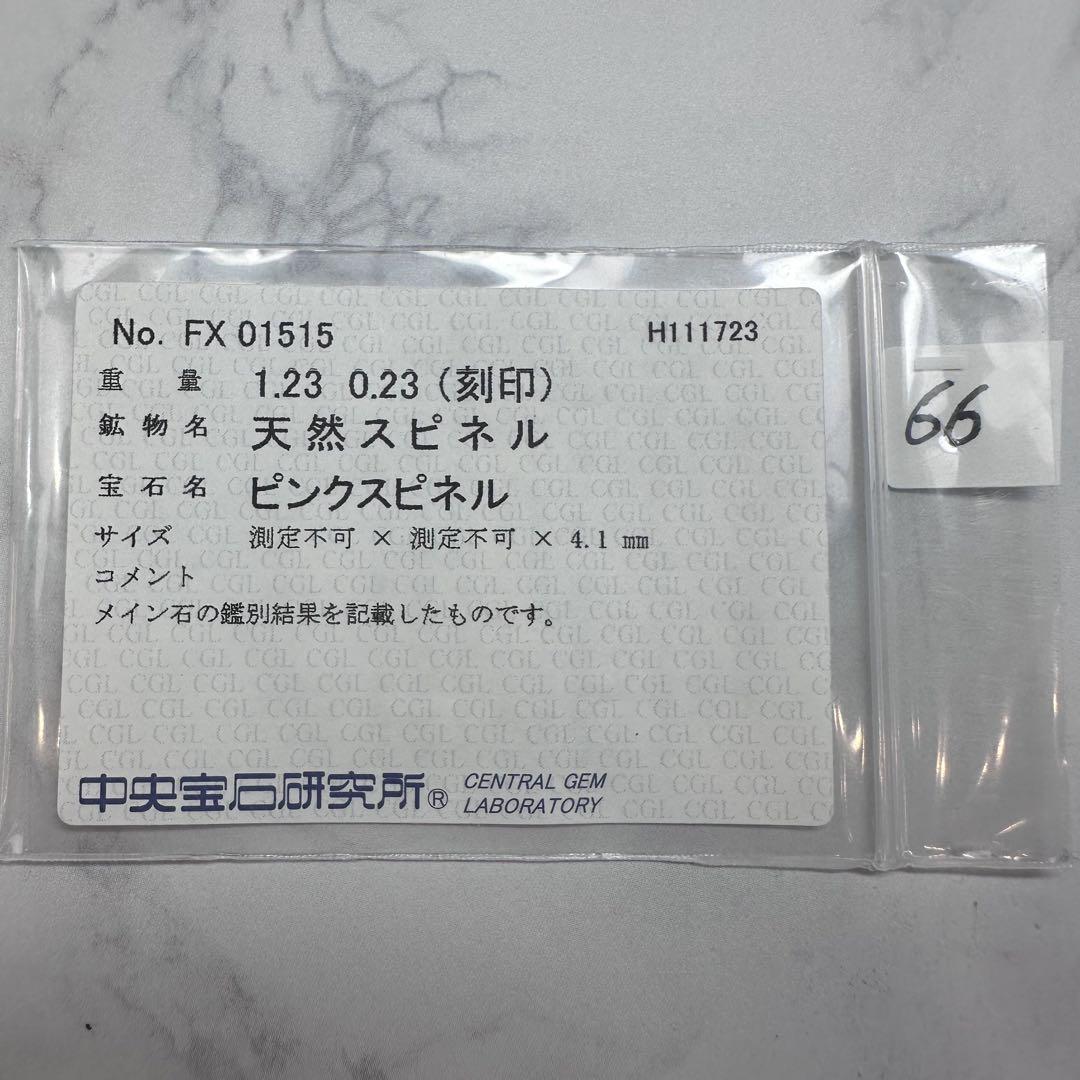 No. FX 01515 H111723
重量 1.23 0.23 (刻印)
鉱物名 天然スピネル
宝石名 ピンクスピネル
サイズ 測定不可 × 測定不可 × 4.1 mm
コメント
メイン石の鑑別結果を記載したものです。
中央宝石研究所® CENTRAL GEM
LABORATORY
66